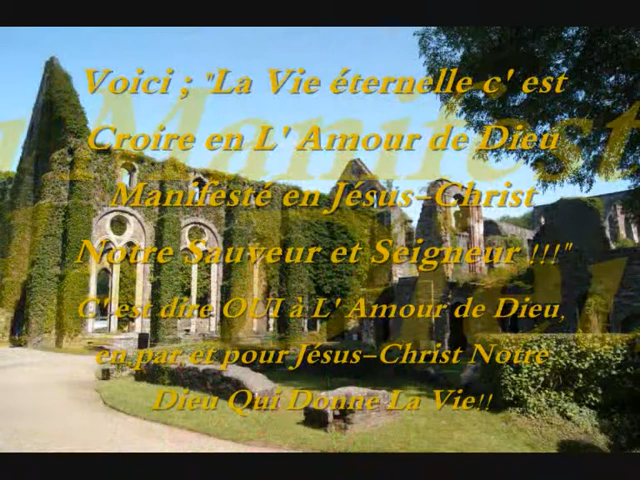 Voici ; "La Vie éternelle c' est
Croire en L' Amour de Dieu
Manifesté en Jésus-Christ
Notre Sauveur et Seigneur !!!"
C' est dire OUI à L' Amour de Dieu,
en par et pour Jésus-Christ Notre
Dieu Qui Donne La Vie!!